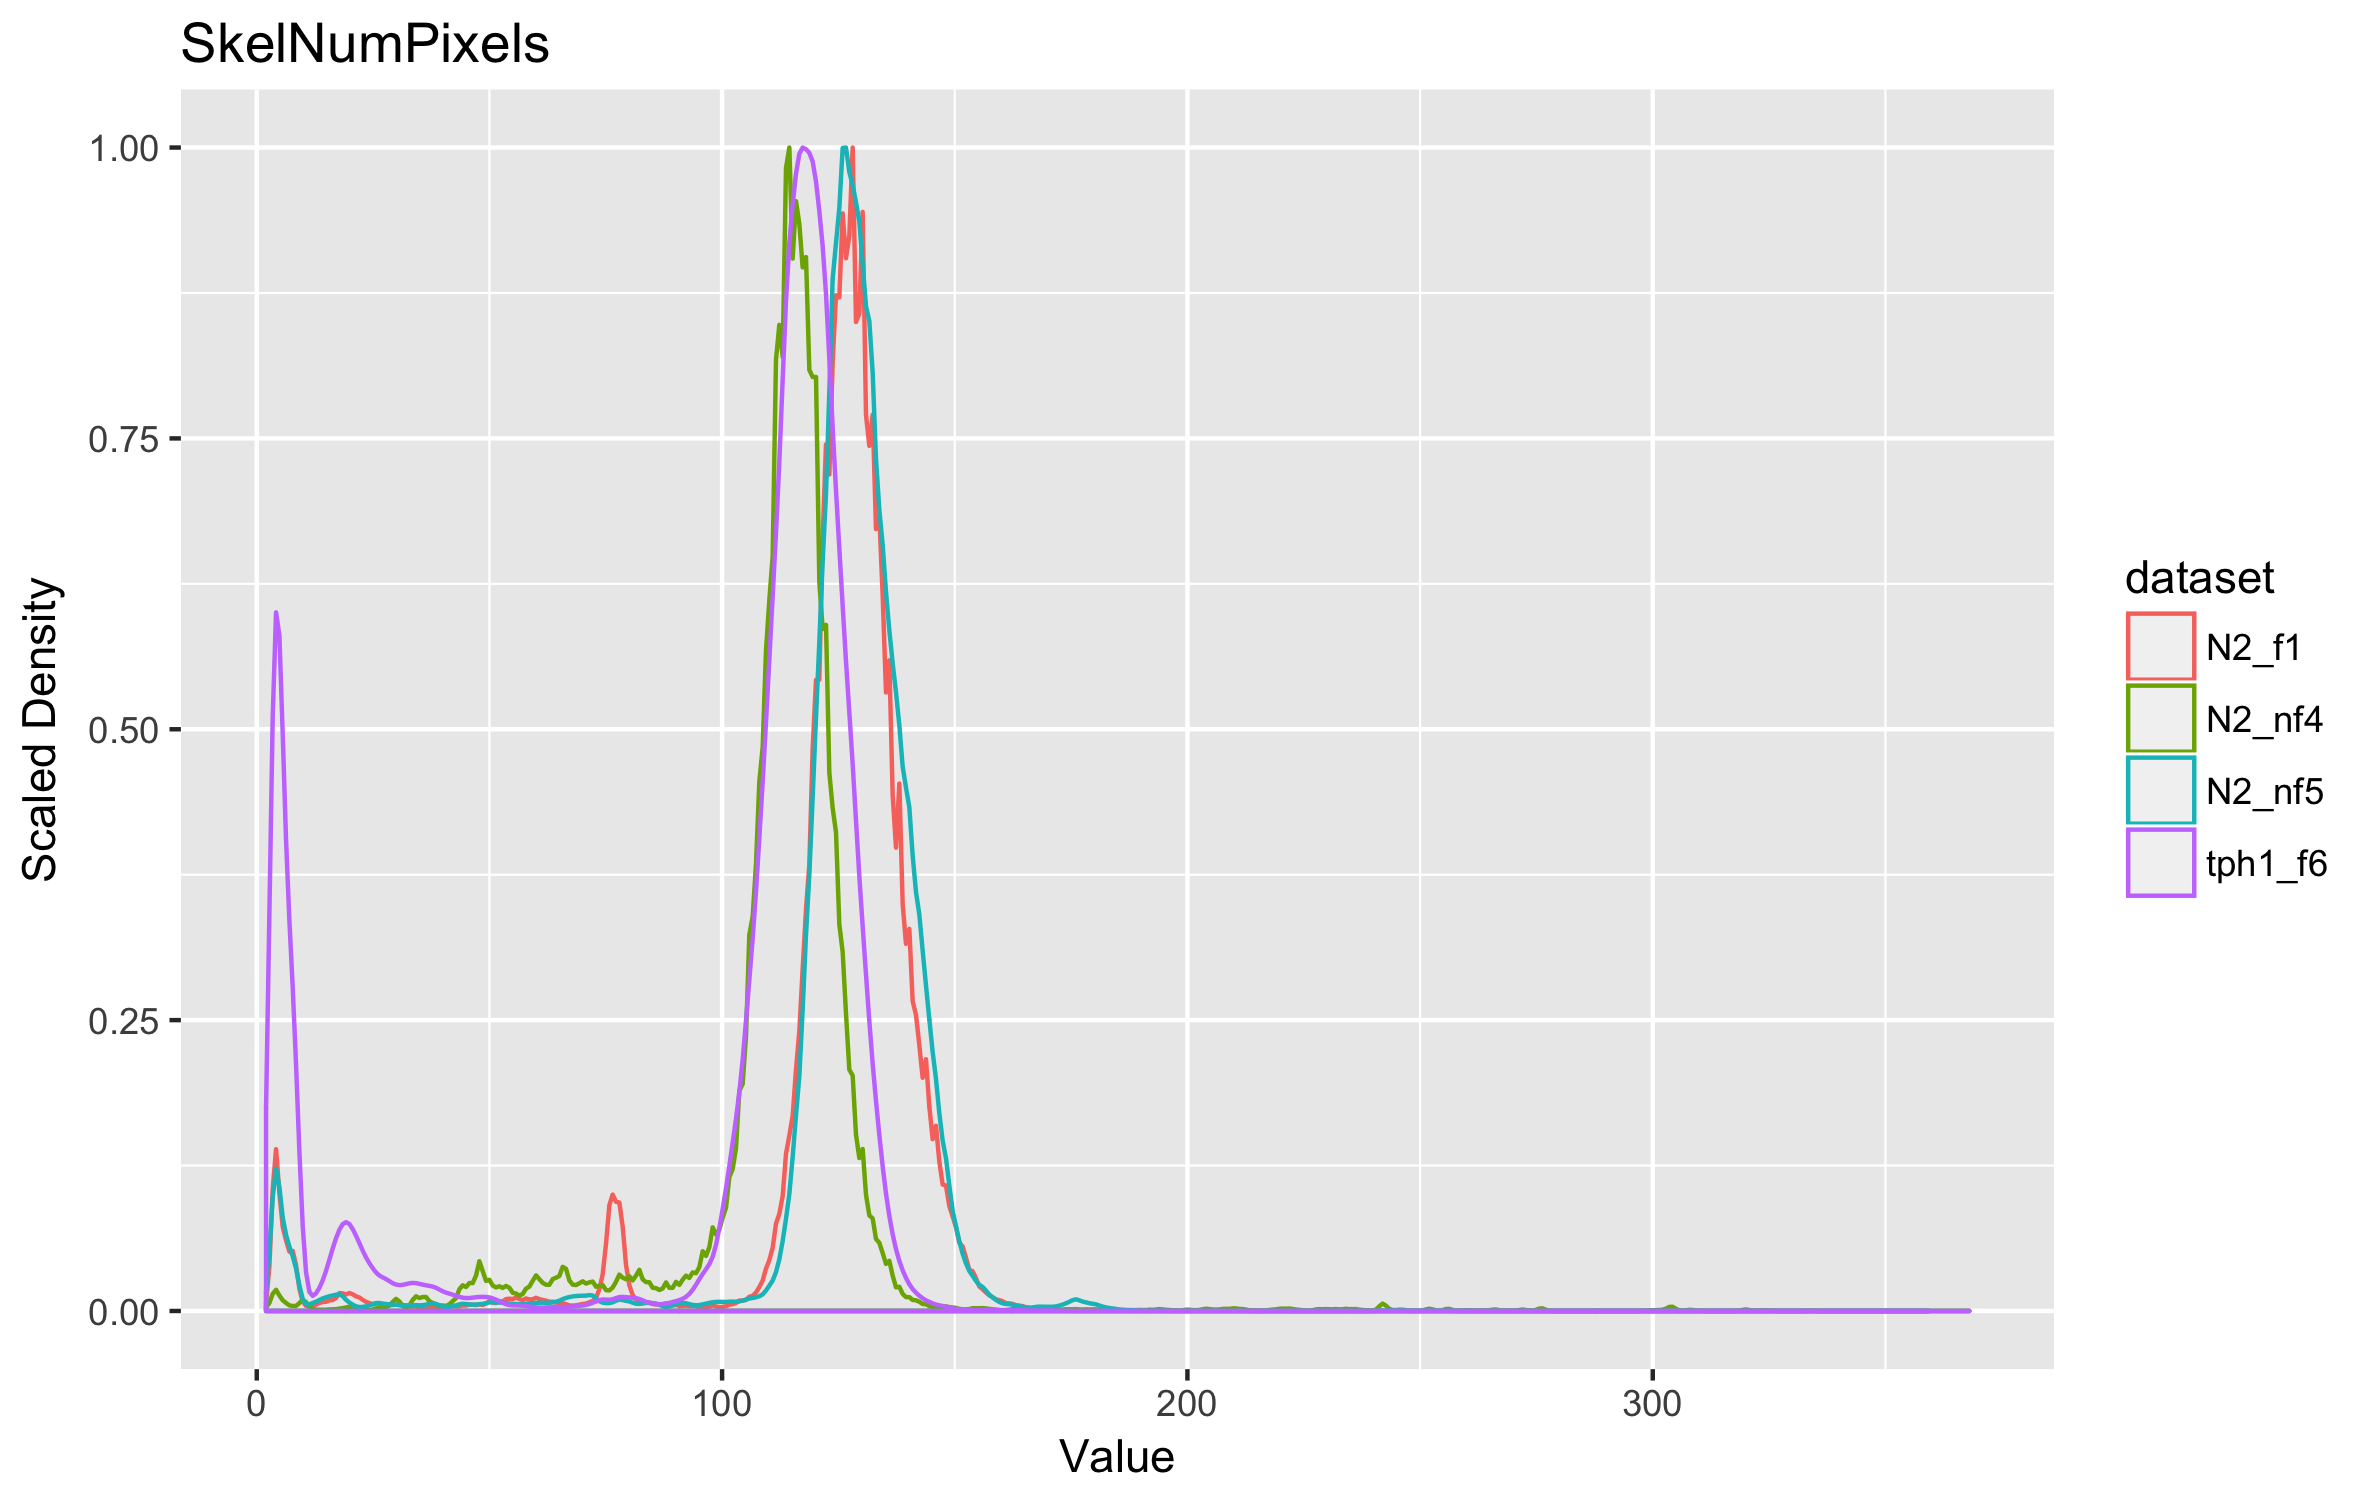 SkelNumPixels
1.00
0.75
0.50
0.25
0.00
Scaled Density
0 100 200 300
Value
dataset
N2_f1
N2_nf4
N2_nf5
tph1_f6